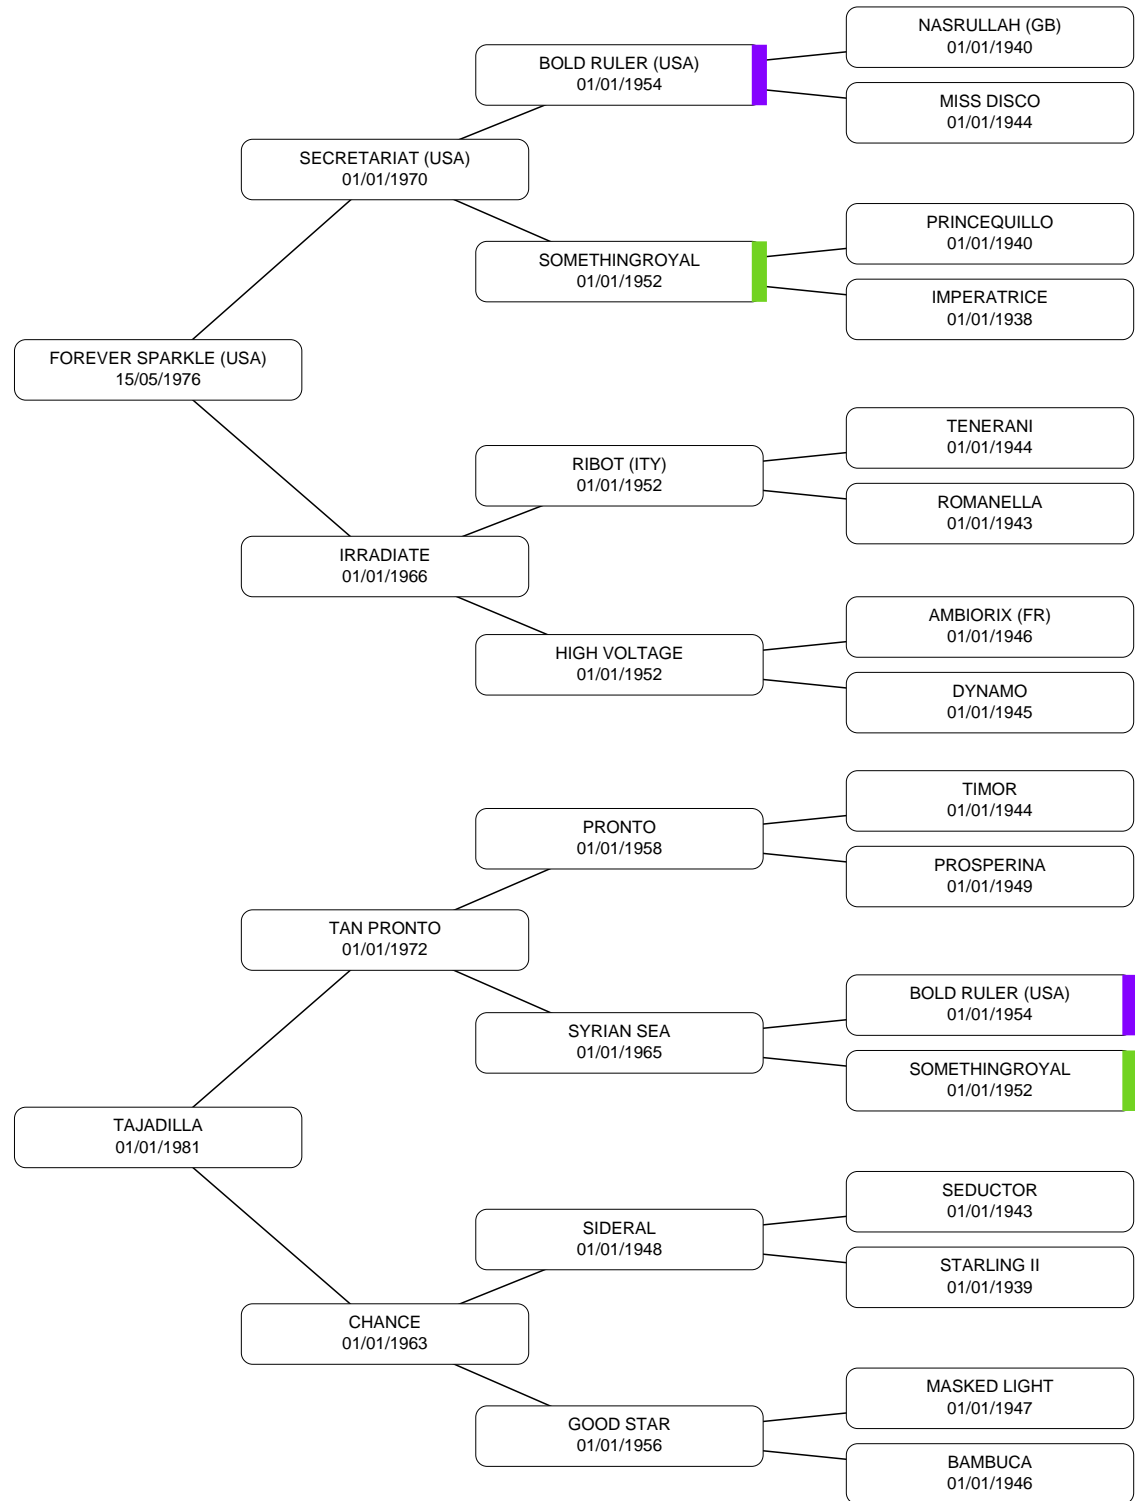 NASRULLAH (GB)
01/01/1940
BOLD RULER (USA)
01/01/1954
MISS DISCO
01/01/1944
SECRETARIAT (USA)
01/01/1970
PRINCEQUILLO
01/01/1940
SOMETHINGROYAL
01/01/1952
IMPERATRICE
01/01/1938
FOREVER SPARKLE (USA)
15/05/1976
TENERANI
01/01/1944
RIBOT (ITY)
01/01/1952
ROMANELLA
01/01/1943
IRRADIATE
01/01/1966
AMBIORIX (FR)
01/01/1946
HIGH VOLTAGE
01/01/1952
DYNAMO
01/01/1945
TIMOR
01/01/1944
PRONTO
01/01/1958
PROSPERINA
01/01/1949
TAN PRONTO
01/01/1972
BOLD RULER (USA)
01/01/1954
SYRIAN SEA
01/01/1965
SOMETHINGROYAL
01/01/1952
TAJADILLA
01/01/1981
SEDUCTOR
01/01/1943
SIDERAL
01/01/1948
STARLING II
01/01/1939
CHANCE
01/01/1963
MASKED LIGHT
01/01/1947
GOOD STAR
01/01/1956
BAMBUCA
01/01/1946